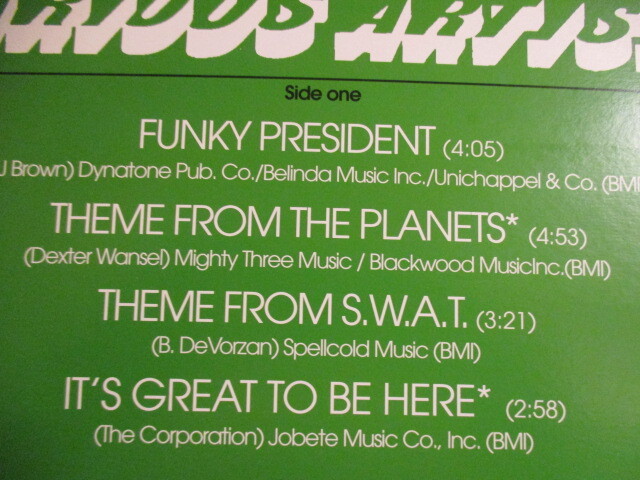 ARTIS
Side one
FUNKY PRESIDENT (4:05)
J Brown) Dynatone Pub. Co./Belinda Music Inc./Unichappel & Co. (BMI
THEME FROM THE PLANETS* (4:53)
(Dexter Wansel) Mighty Three Music / Blackwood MusicInc.(BMI)
THEME FROM S.W.A.T. (3:21)
(B. DeVorzan) Spellcold Music (BMI)
IT'S GREAT TO BE HERE* (2:58)
(The Corporation) Jobete Music Co., Inc. (BMI)